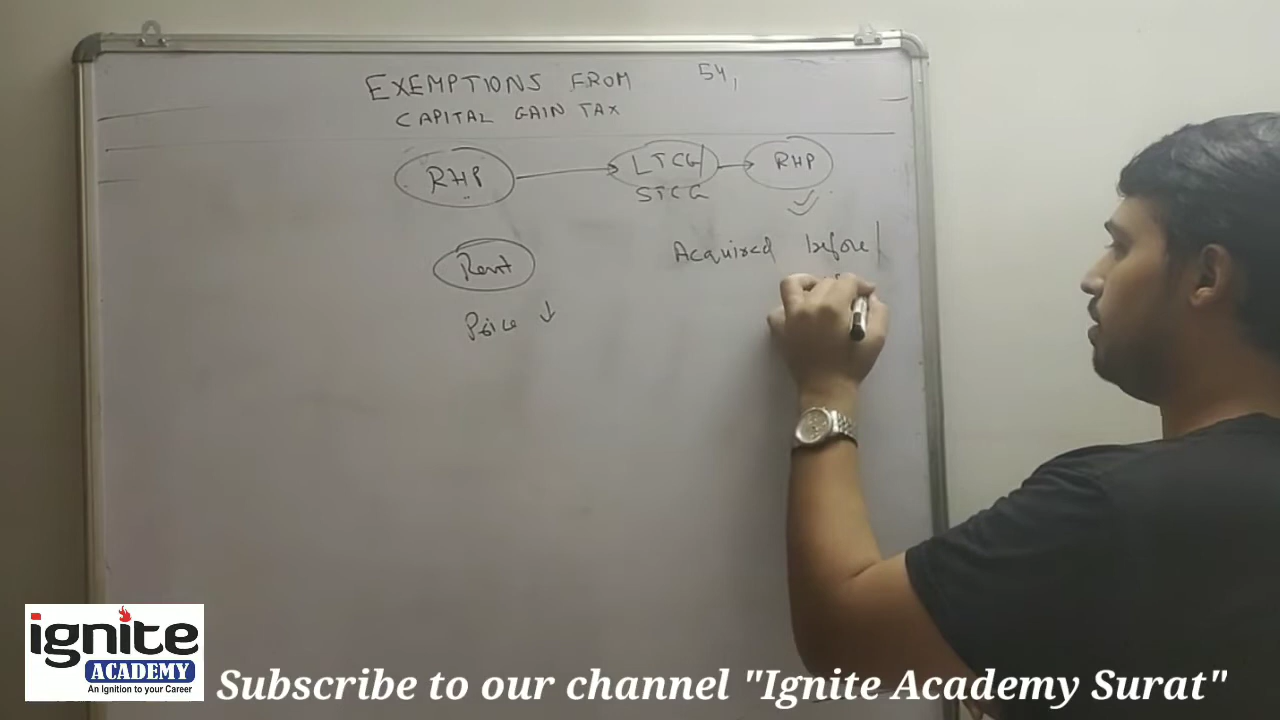 EXEMPTIONS FROM 54,
CAPITAL GAIN TAX
RHP LTCG/ RHP
STCG
Rent Acquired before/
Price ↓
ignite
ACADEMY
An Ignition to your Career
Subscribe to our channel "Ignite Academy Surat"